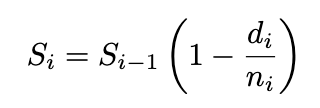 $S_i = S_{i-1} \left(1 - \frac{d_i}{n_i}\right)$